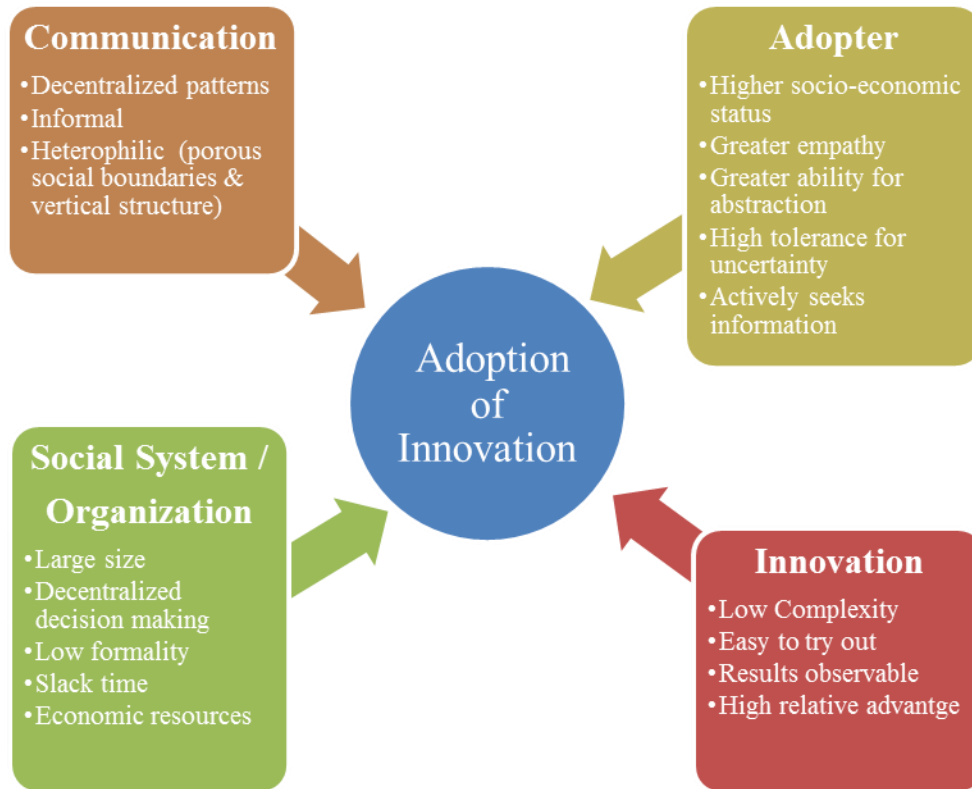 Communication
•Decentralized patterns
•Informal
•Heterophilic (porous
social boundaries &
vertical structure)
Adopter
•Higher socio-economic
status
•Greater empathy
•Greater ability for
abstraction
•High tolerance for
uncertainty
•Actively seeks
information
Adoption
of
Innovation
Social System /
Organization
•Large size
•Decentralized
decision making
•Low formality
•Slack time
•Economic resources
Innovation
•Low Complexity
•Easy to try out
•Results observable
•High relative advantge